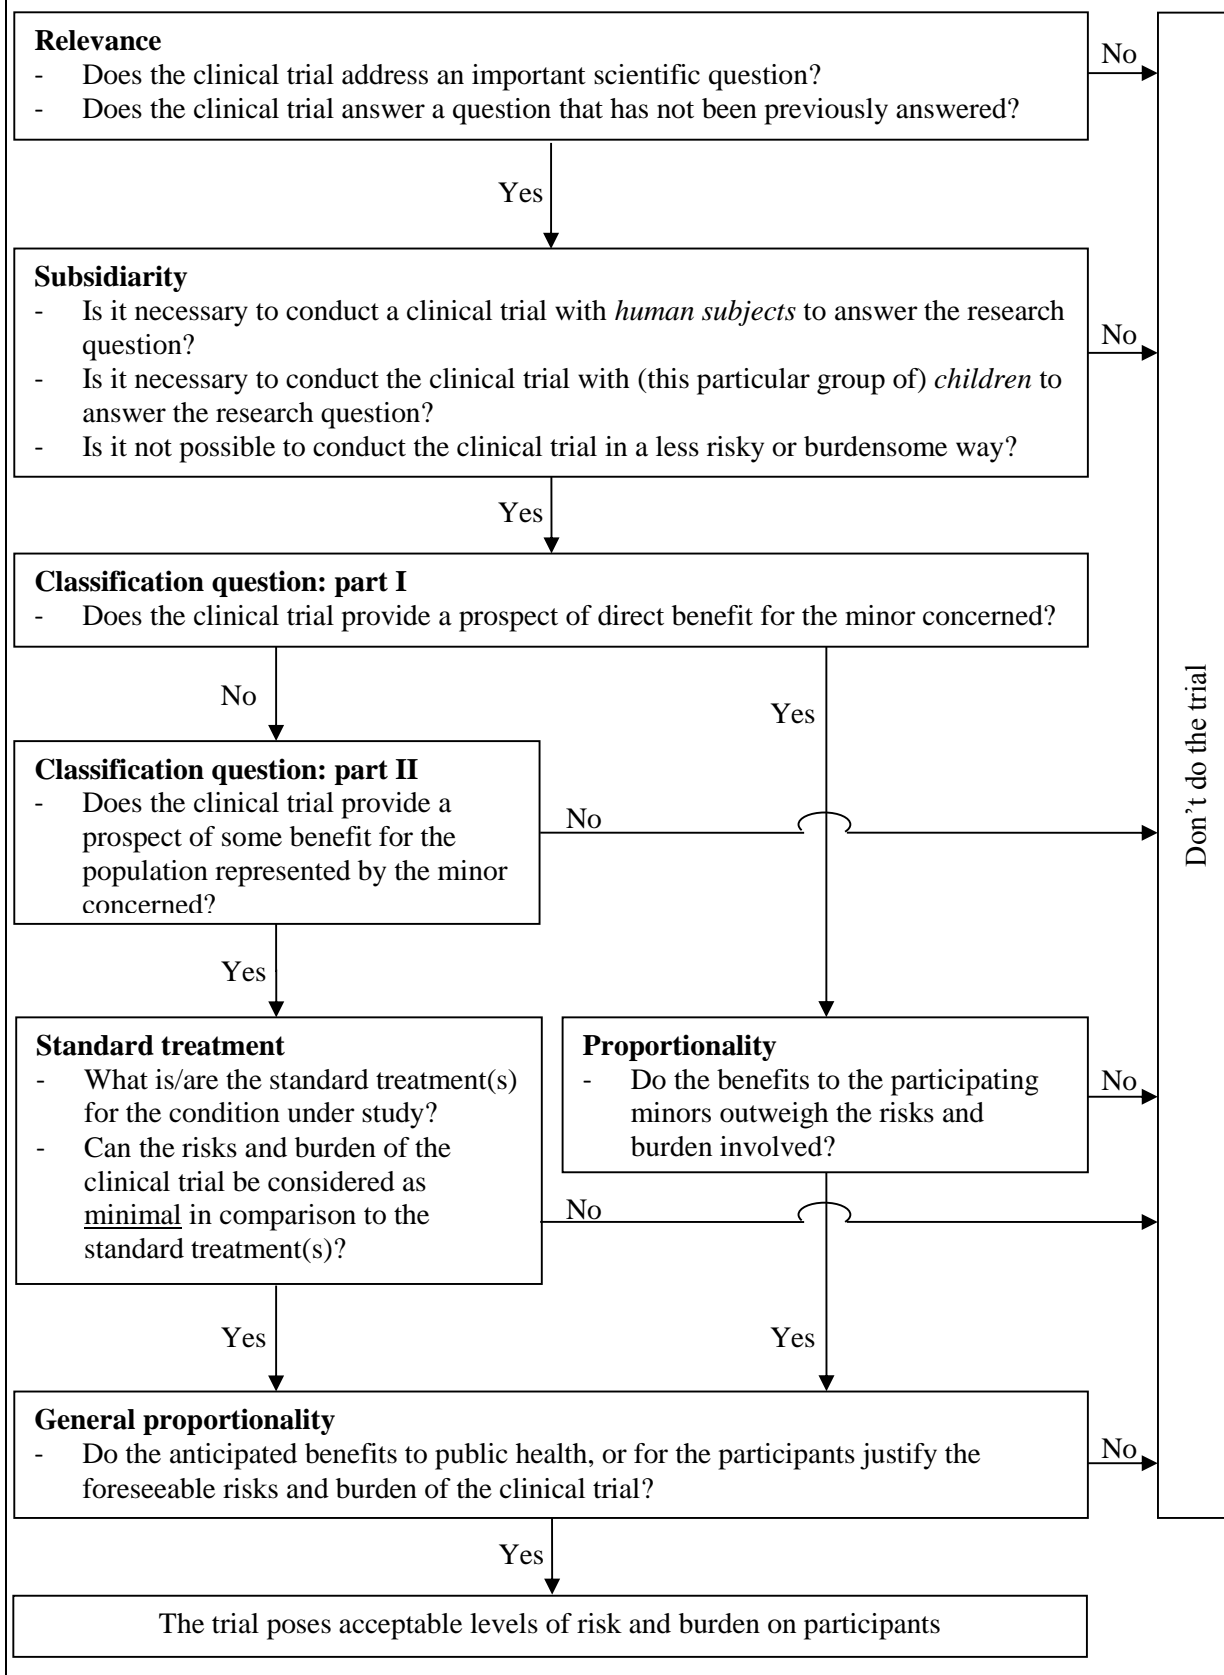 Relevance
- Does the clinical trial address an important scientific question?
- Does the clinical trial answer a question that has not been previously answered?
No
Yes
Subsidiarity
- Is it necessary to conduct a clinical trial with human subjects to answer the research
question?
- Is it necessary to conduct the clinical trial with (this particular group of) children to
answer the research question?
- Is it not possible to conduct the clinical trial in a less risky or burdensome way?
No
Yes
Classification question: part I
- Does the clinical trial provide a prospect of direct benefit for the minor concerned?
No
Yes
Don't do the trial
Classification question: part II
- Does the clinical trial provide a
prospect of some benefit for the
population represented by the minor
concerned?
No
Yes
Standard treatment
- What is/are the standard treatment(s)
for the condition under study?
- Can the risks and burden of the
clinical trial be considered as
minimal in comparison to the
standard treatment(s)?
No
Proportionality
- Do the benefits to the participating
minors outweigh the risks and
burden involved?
No
Yes
Yes
General proportionality
- Do the anticipated benefits to public health, or for the participants justify the
foreseeable risks and burden of the clinical trial?
No
Yes
The trial poses acceptable levels of risk and burden on participants